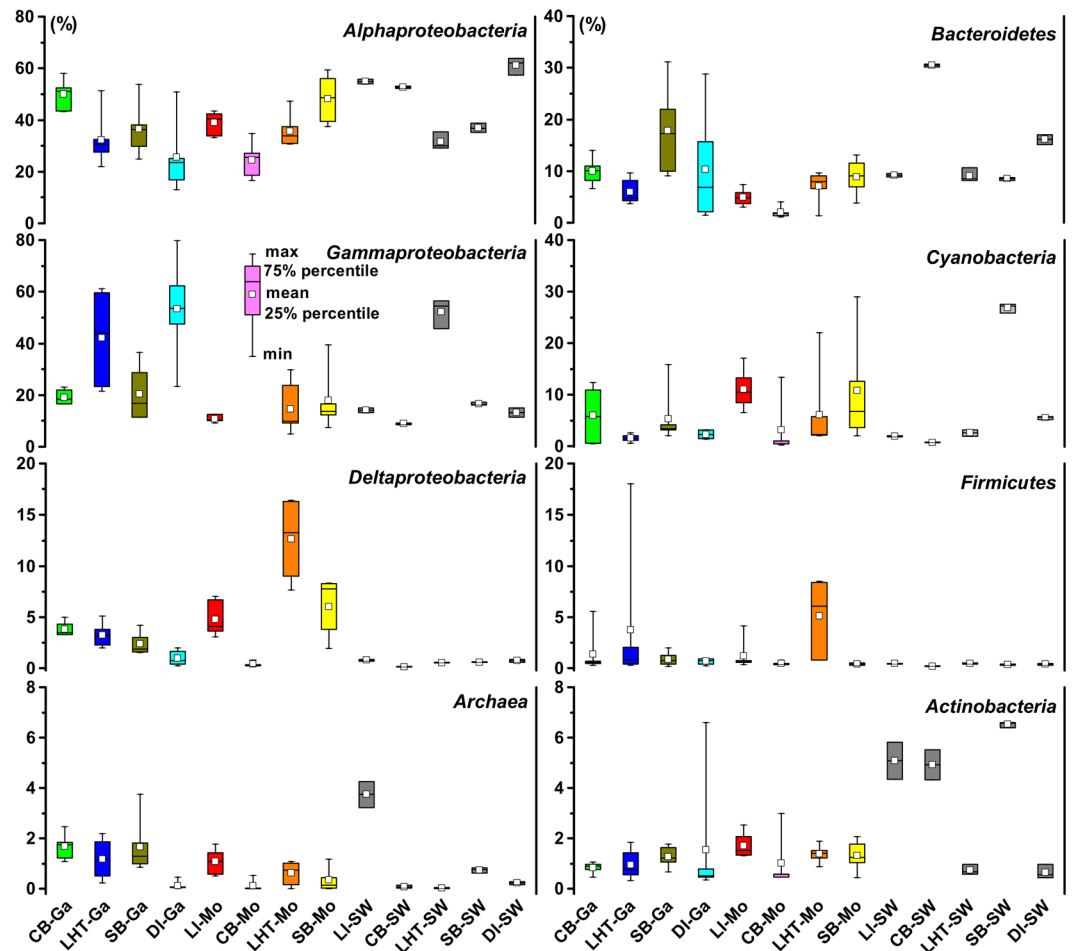 (%)
Alphaproteobacteria
80
60
40
20
0
(%)
Bacteroidetes
40
30
20
10
0
Gammaproteobacteria
80
60
40
20
0
max
75% percentile
mean
25% percentile
min
Cyanobacteria
40
30
20
10
0
Deltaproteobacteria
20
15
10
5
0
Firmicutes
20
15
10
5
0
Archaea
8
6
4
2
0
Actinobacteria
8
6
4
2
0
CB-Ga
LHT-Ga
SB-Ga
DI-Ga
LI-Mo
CB-Mo
LHT-Mo
SB-Mo
LI-SW
CB-SW
LHT-SW
SB-SW
DI-SW
CB-Ga
LHT-Ga
SB-Ga
DI-Ga
LI-Mo
CB-Mo
LHT-Mo
SB-Mo
LI-SW
CB-SW
LHT-SW
SB-SW
DI-SW